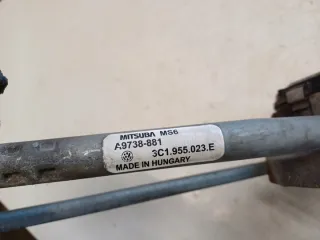 MITSUBA MS6
A9738-881
3C1.955.023.E
MADE IN HUNGARY